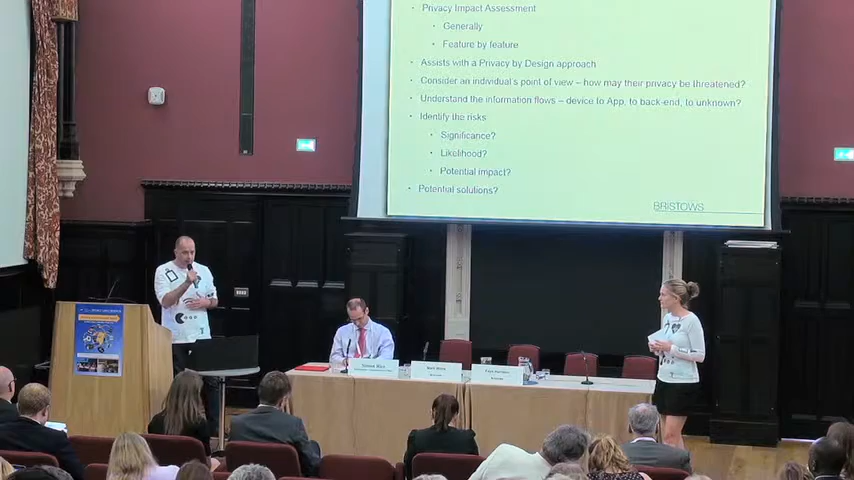 Privacy Impact Assessment
Generally
Feature by feature
Assists with a Privacy by Design approach
Consider an individual's point of view – how may their privacy be threatened?
Understand the information flows – device to App, to back-end, to unknown?
Identify the risks
Significance?
Likelihood?
Potential impact?
Potential solutions?
BRISTOWS